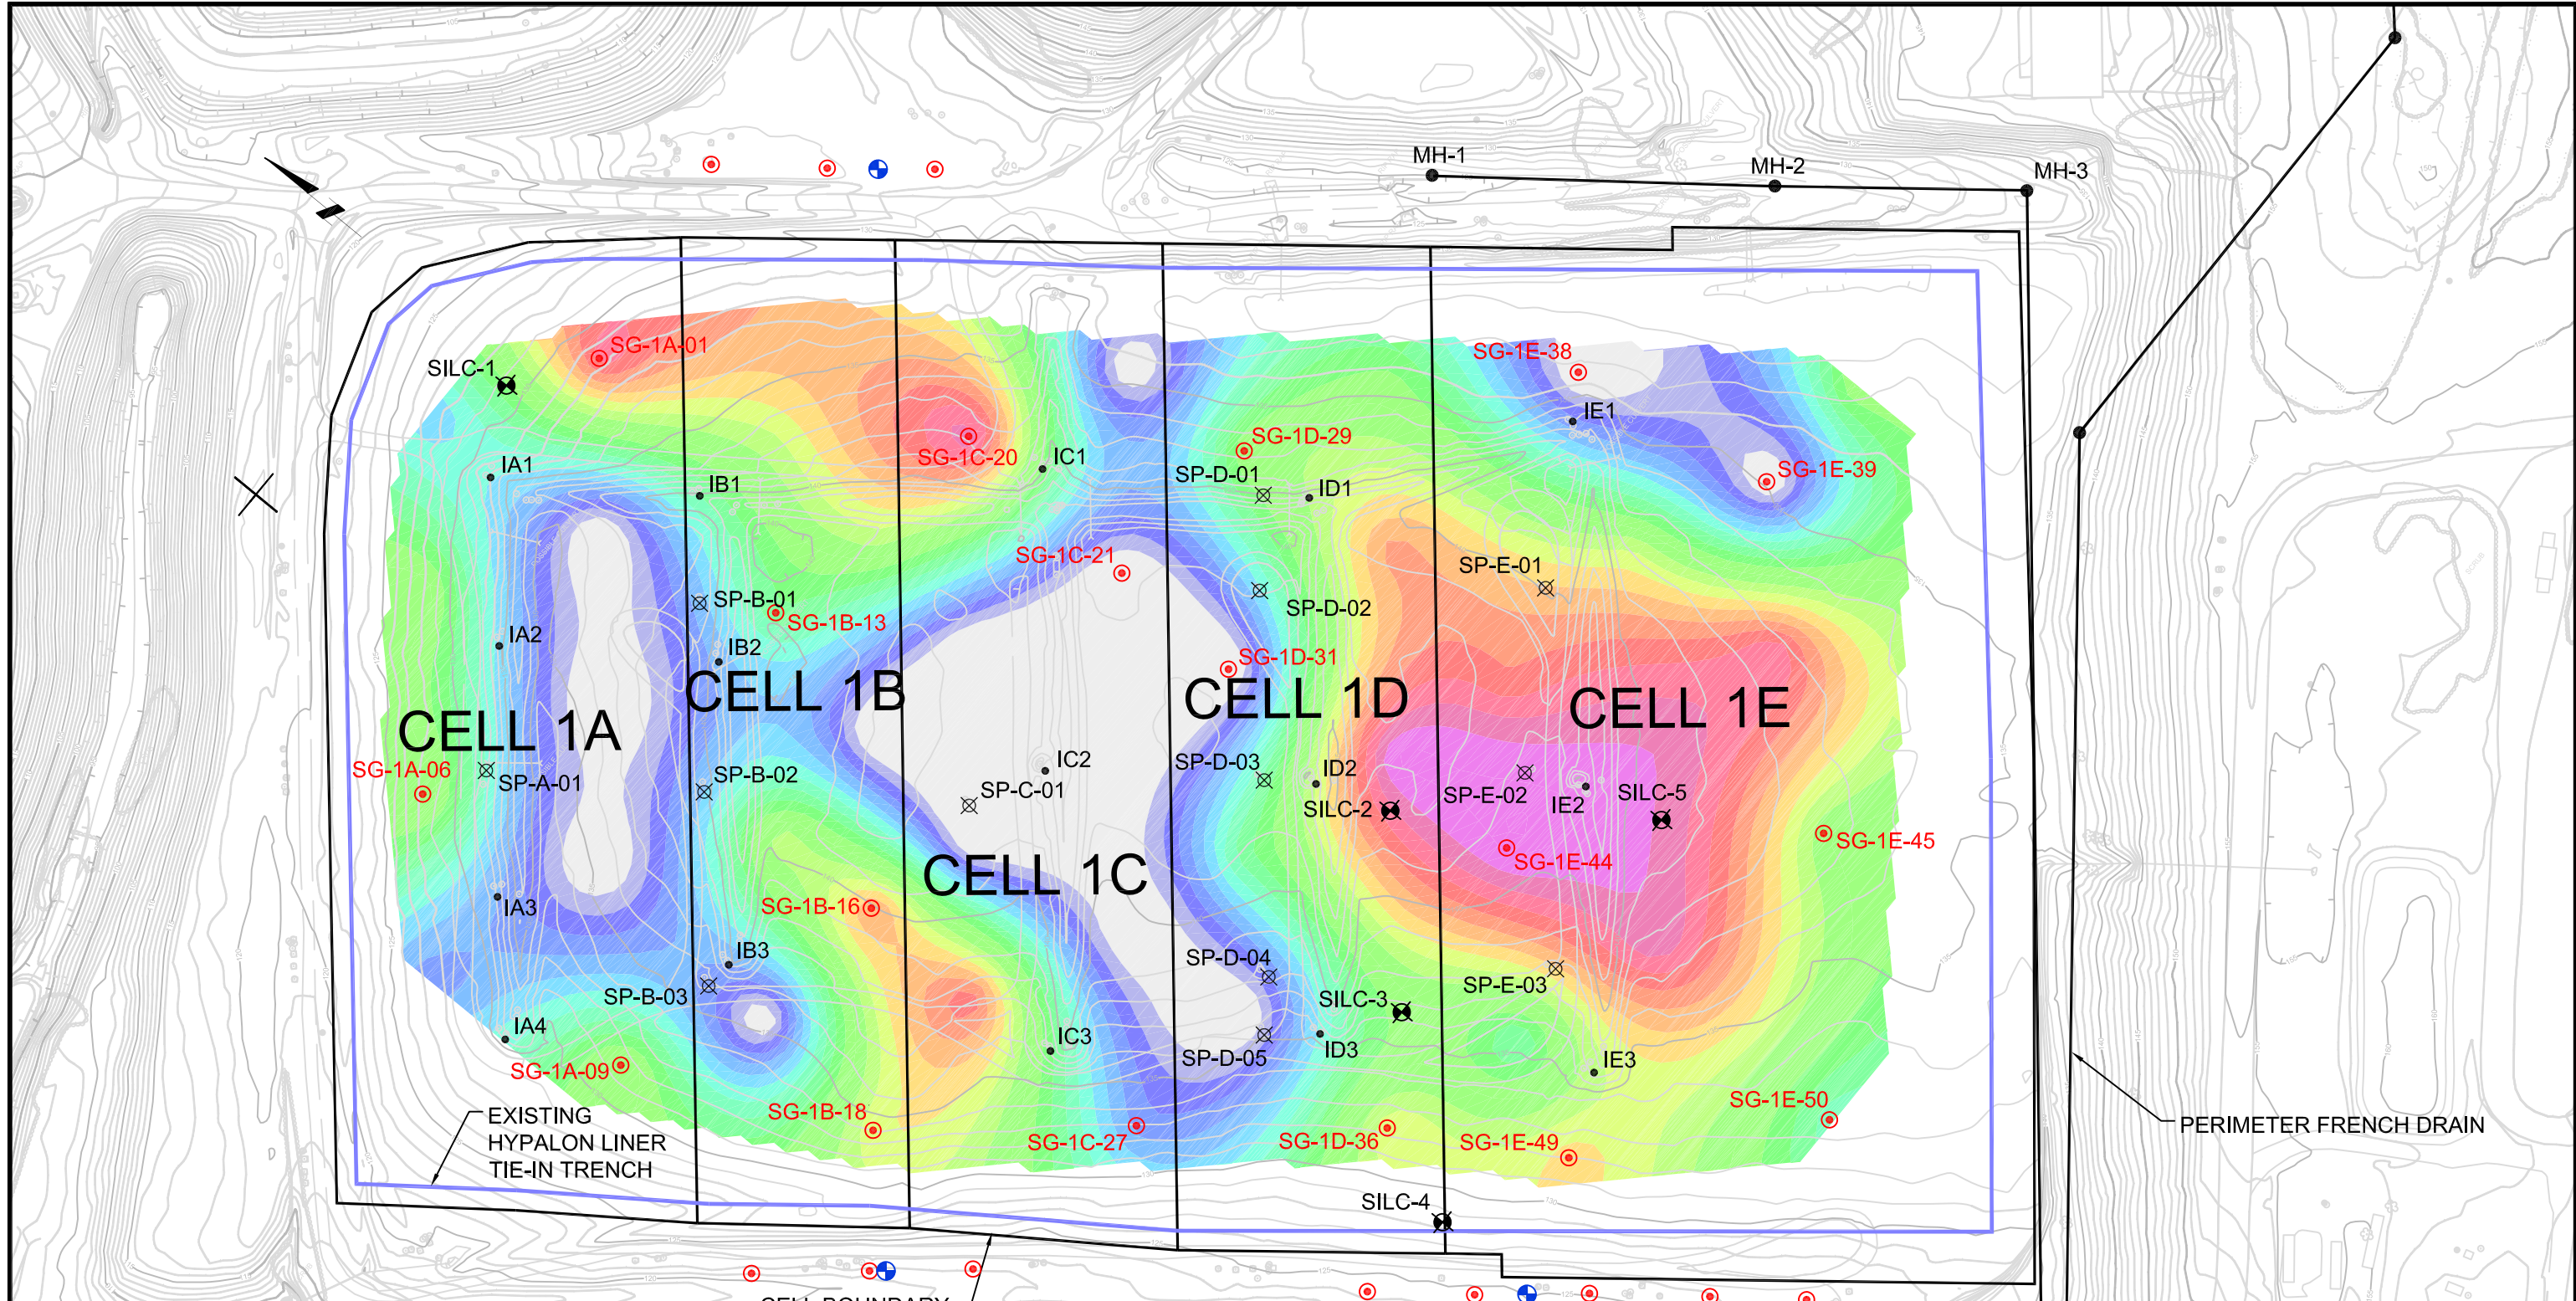 MH-1
MH-2
MH-3
SG-1A-01
SILC-1
SG-1E-38
IE1
SG-1C-20
IC1
SG-1D-29
SP-D-01
ID1
SG-1E-39
IA1
IB1
SG-1C-21
SP-E-01
SP-B-01
SG-1B-13
SP-D-02
IA2
IB2
SG-1D-31
CELL 1A
CELL 1B
CELL 1D
CELL 1E
SG-1A-06
SP-A-01
SP-B-02
IC2
SP-C-01
SP-D-03
ID2
SILC-2
SP-E-02
IE2
SILC-5
SG-1E-45
SG-1E-44
CELL 1C
IA3
SG-1B-16
IB3
SP-B-03
SP-D-04
SP-E-03
SILC-3
IA4
IC3
SP-D-05
ID3
IE3
SG-1A-09
SG-1B-18
SG-1C-27
SG-1D-36
SG-1E-49
SG-1E-50
EXISTING
HYPALON LINER
TIE-IN TRENCH
PERIMETER FRENCH DRAIN
SILC-4
CELL BOUNDARY